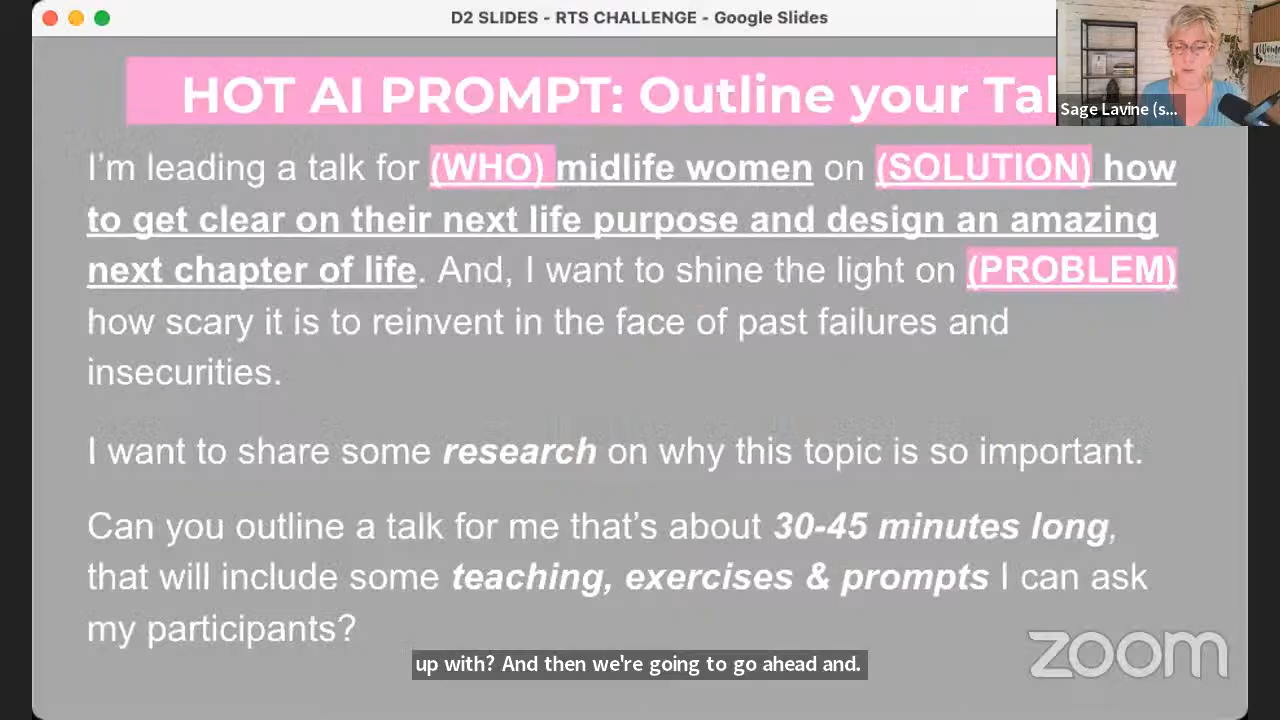 D2 SLIDES - RTS CHALLENGE - Google Slides
HOT AI PROMPT: Outline your
Sage Lavine (s...
I’m leading a talk for (WHO) midlife women on (SOLUTION) how
to get clear on their next life purpose and design an amazing
next chapter of life. And, I want to shine the light on (PROBLEM)
how scary it is to reinvent in the face of past failures and
insecurities.
I want to share some research on why this topic is so important.
Can you outline a talk for me that’s about 30-45 minutes long,
that will include some teaching, exercises & prompts I can ask
my participants?
up with? And then we're going to go ahead and.
zoom